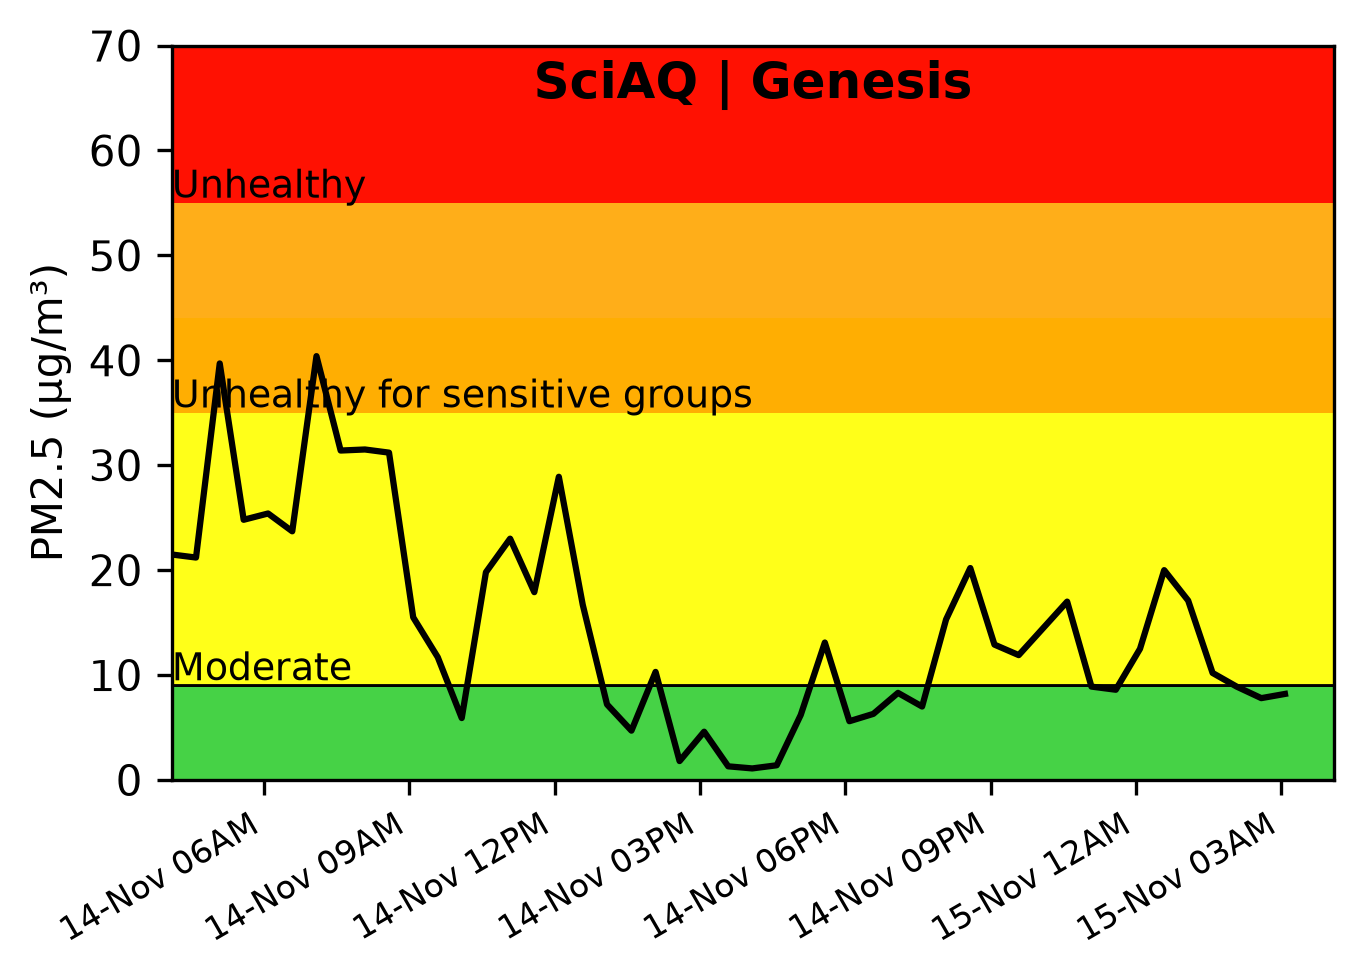 SciAQ | Genesis
PM2.5 (µg/m³)
70
60
50
40
30
20
10
0
Unhealthy
Unhealthy for sensitive groups
Moderate
14-Nov 06AM
14-Nov 09AM
14-Nov 12PM
14-Nov 03PM
14-Nov 06PM
14-Nov 09PM
15-Nov 12AM
15-Nov 03AM